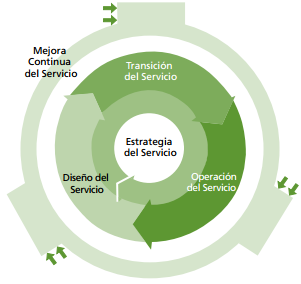 Mejora
Continua
del Servicio
Transición
del Servicio
Estrategia
del Servicio
Diseño del
Servicio
Operación
del Servicio